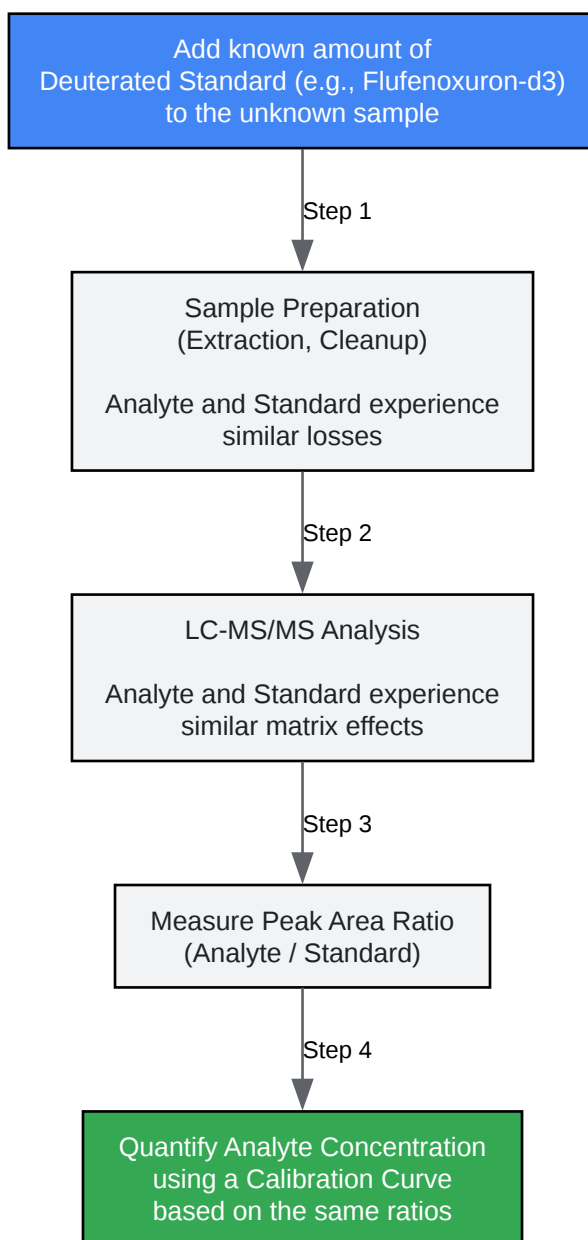 Add known amount of
Deuterated Standard (e.g., Flufenoxuron-d3)
to the unknown sample
Step 1
Sample Preparation
(Extraction, Cleanup)
Analyte and Standard experience
similar losses
Step 2
LC-MS/MS Analysis
Analyte and Standard experience
similar matrix effects
Step 3
Measure Peak Area Ratio
(Analyte / Standard)
Step 4
Quantify Analyte Concentration
using a Calibration Curve
based on the same ratios